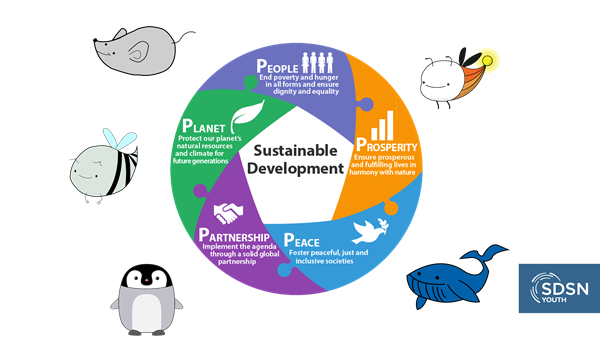 PEOPLE
End poverty and hunger
in all forms and ensure
dignity and equality
PROSPERITY
Ensure prosperous
and fulfilling lives in
harmony with nature
PEACE
Foster peaceful, just and
inclusive societies
PARTNERSHIP
Implement the agenda
through a solid global
partnership
PLANET
Protect our planet's
natural resources
and climate for
future generations
Sustainable
Development
SDSN
YOUTH